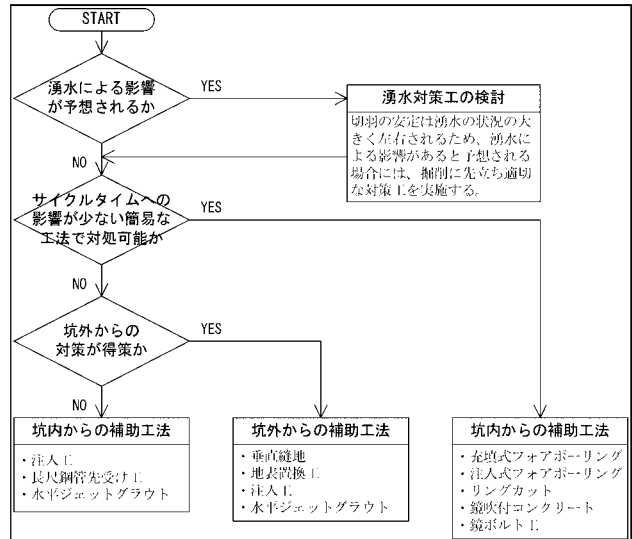 START
湧水による影響
が予想されるか
YES
湧水対策工の検討
切羽の安定は湧水の状況の大
きく左右されるため、湧水に
よる影響があると予想される
場合には、掘削に先立ち適切
な対策工を実施する。
NO
サイクルタイムへの
影響が少ない簡易な
工法で対処可能か
YES
NO
坑外からの
対策が得策か
YES
NO
坑内からの補助工法
・注入工
・長尺鋼管先受け工
・水平ジェットグラウト
坑外からの補助工法
・垂直縫地
・地表置換工
・注入工
・水平ジェットグラウト
坑内からの補助工法
・充填式フォアポーリング
・注入式フォアポーリング
・リングカット
・鏡吹付コンクリート
・鏡ボルト工